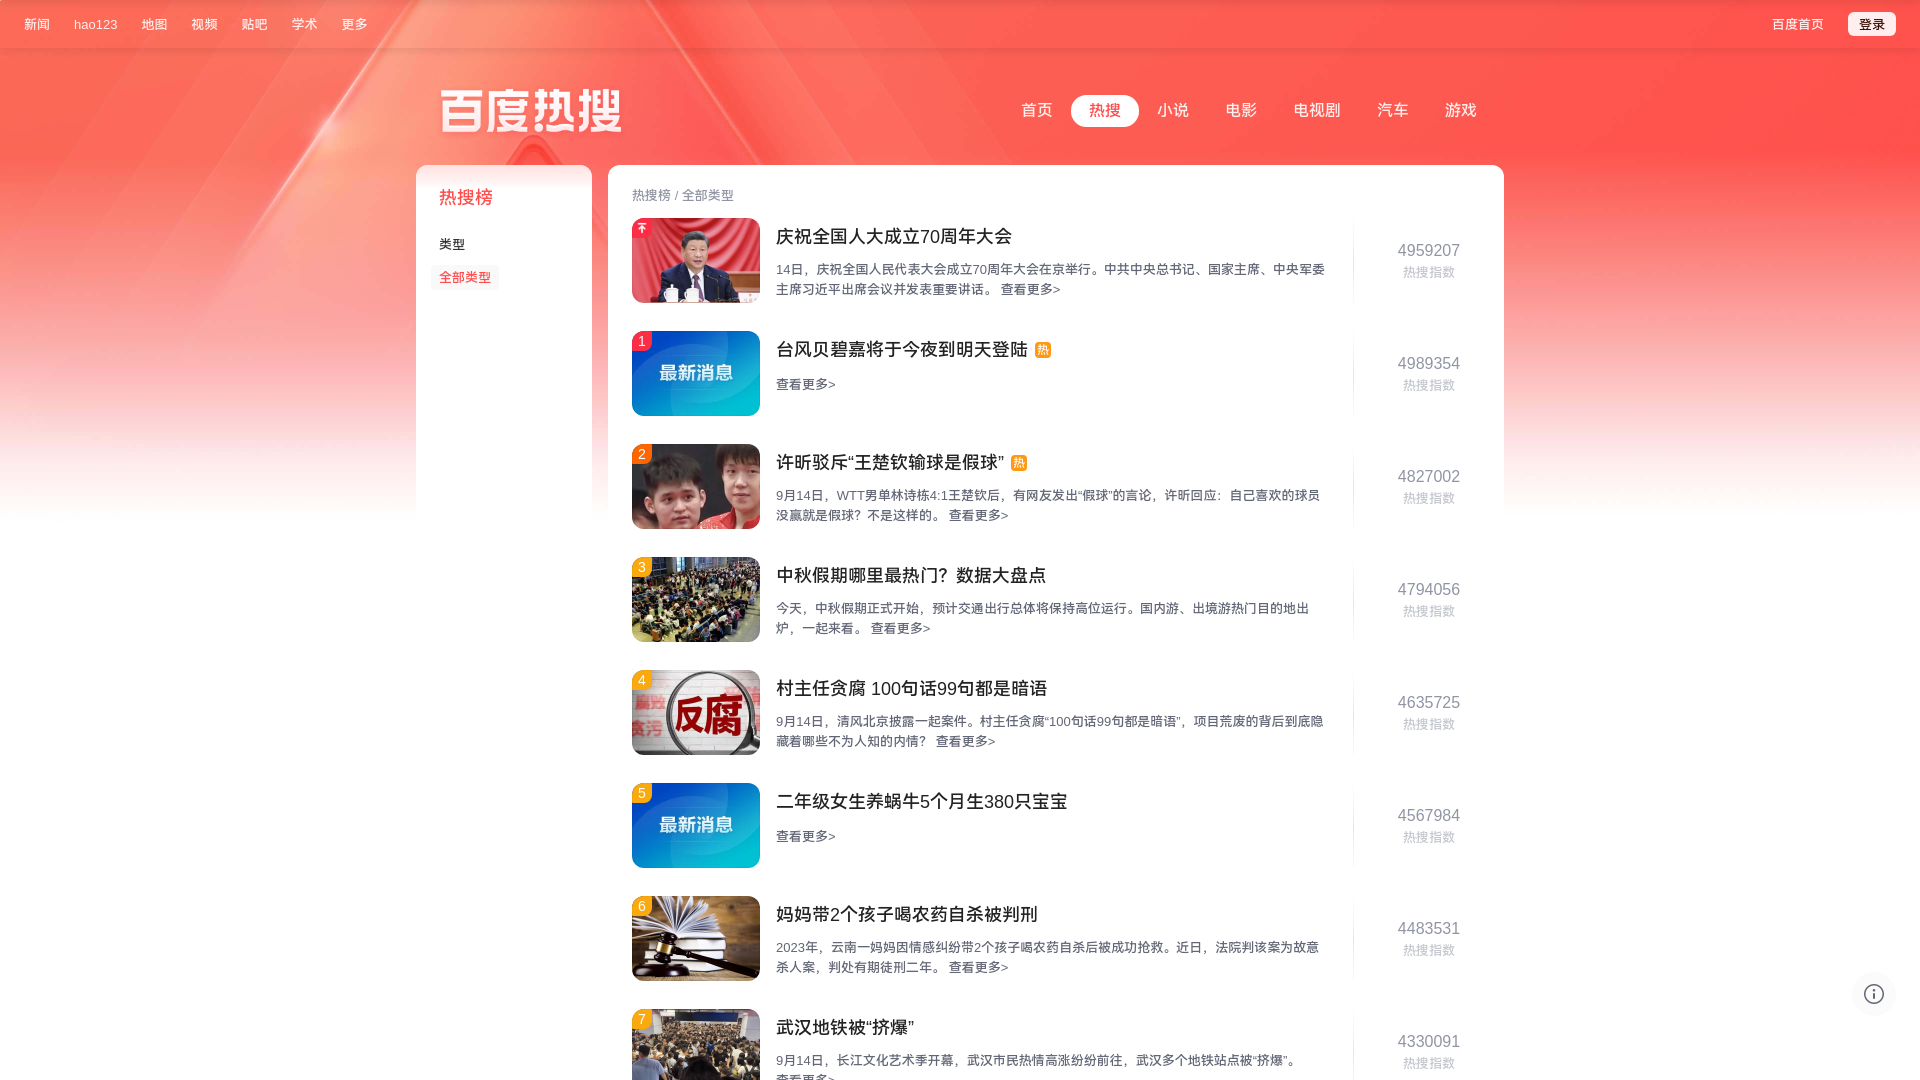 新闻 hao123 地图 视频 贴吧 学术 更多 百度首页 登录
百度热搜
首页 热搜 小说 电影 电视剧 汽车 游戏
热搜榜
类型
全部类型
热搜榜 / 全部类型
庆祝全国人大成立70周年大会
14日，庆祝全国人民代表大会成立70周年大会在京举行。中共中央总书记、国家主席、中央军委
主席习近平出席会议并发表重要讲话。 查看更多>
4959207
热搜指数
1
最新消息
台风贝碧嘉将于今夜到明天登陆 热
查看更多>
4989354
热搜指数
2
许昕驳斥“王楚钦输球是假球” 热
9月14日，WTT男单林诗栋4:1王楚钦后，有网友发出“假球”的言论，许昕回应：自己喜欢的球员
没赢就是假球？不是这样的。 查看更多>
4827002
热搜指数
3
中秋假期哪里最热门？数据大盘点
今天，中秋假期正式开始，预计交通出行总体将保持高位运行。国内游、出境游热门目的地出
炉，一起来看。 查看更多>
4794056
热搜指数
4
反腐
村主任贪腐 100句话99句都是暗语
9月14日，清风北京披露一起案件。村主任贪腐“100句话99句都是暗语”，项目荒废的背后到底隐
藏着哪些不为人知的内情？ 查看更多>
4635725
热搜指数
5
最新消息
二年级女生养蜗牛5个月生380只宝宝
查看更多>
4567984
热搜指数
6
妈妈带2个孩子喝农药自杀被判刑
2023年，云南一妈妈因情感纠纷带2个孩子喝农药自杀后被成功抢救。近日，法院判该案为故意
杀人案，判处有期徒刑二年。 查看更多>
4483531
热搜指数
7
武汉地铁被“挤爆”
9月14日，长江文化艺术季开幕，武汉市民热情高涨纷纷前往，武汉多个地铁站点被“挤爆”。
查看更多>
4330091
热搜指数